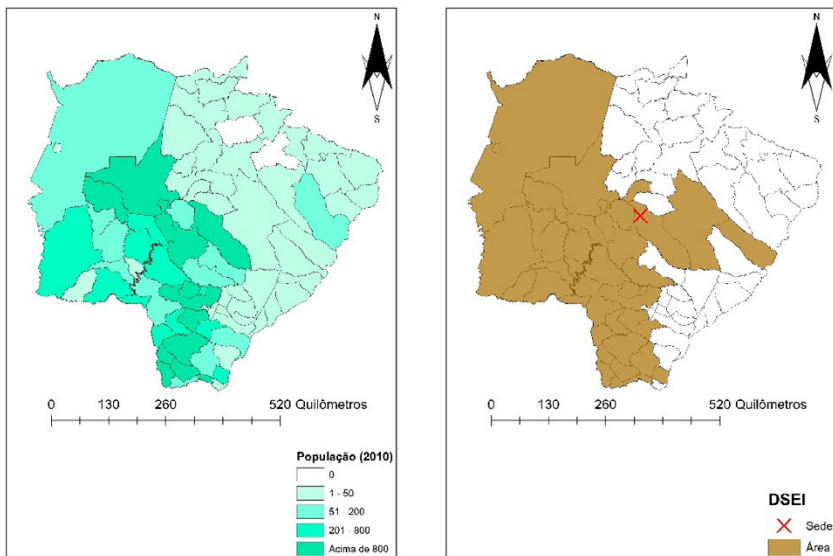 N
S
0 130 260 520 Quilômetros
População (2010)
0
1 - 50
51 - 200
201 - 800
Acima de 800
N
S
0 130 260 520 Quilômetros
DSEI
Sede
Área